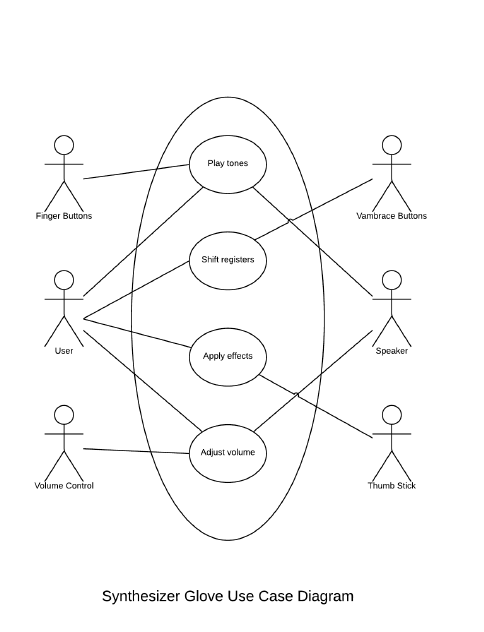 Play tones
Finger Buttons
Vambrace Buttons
Shift registers
User
Speaker
Apply effects
Adjust volume
Volume Control
Thumb Stick
Synthesizer Glove Use Case Diagram